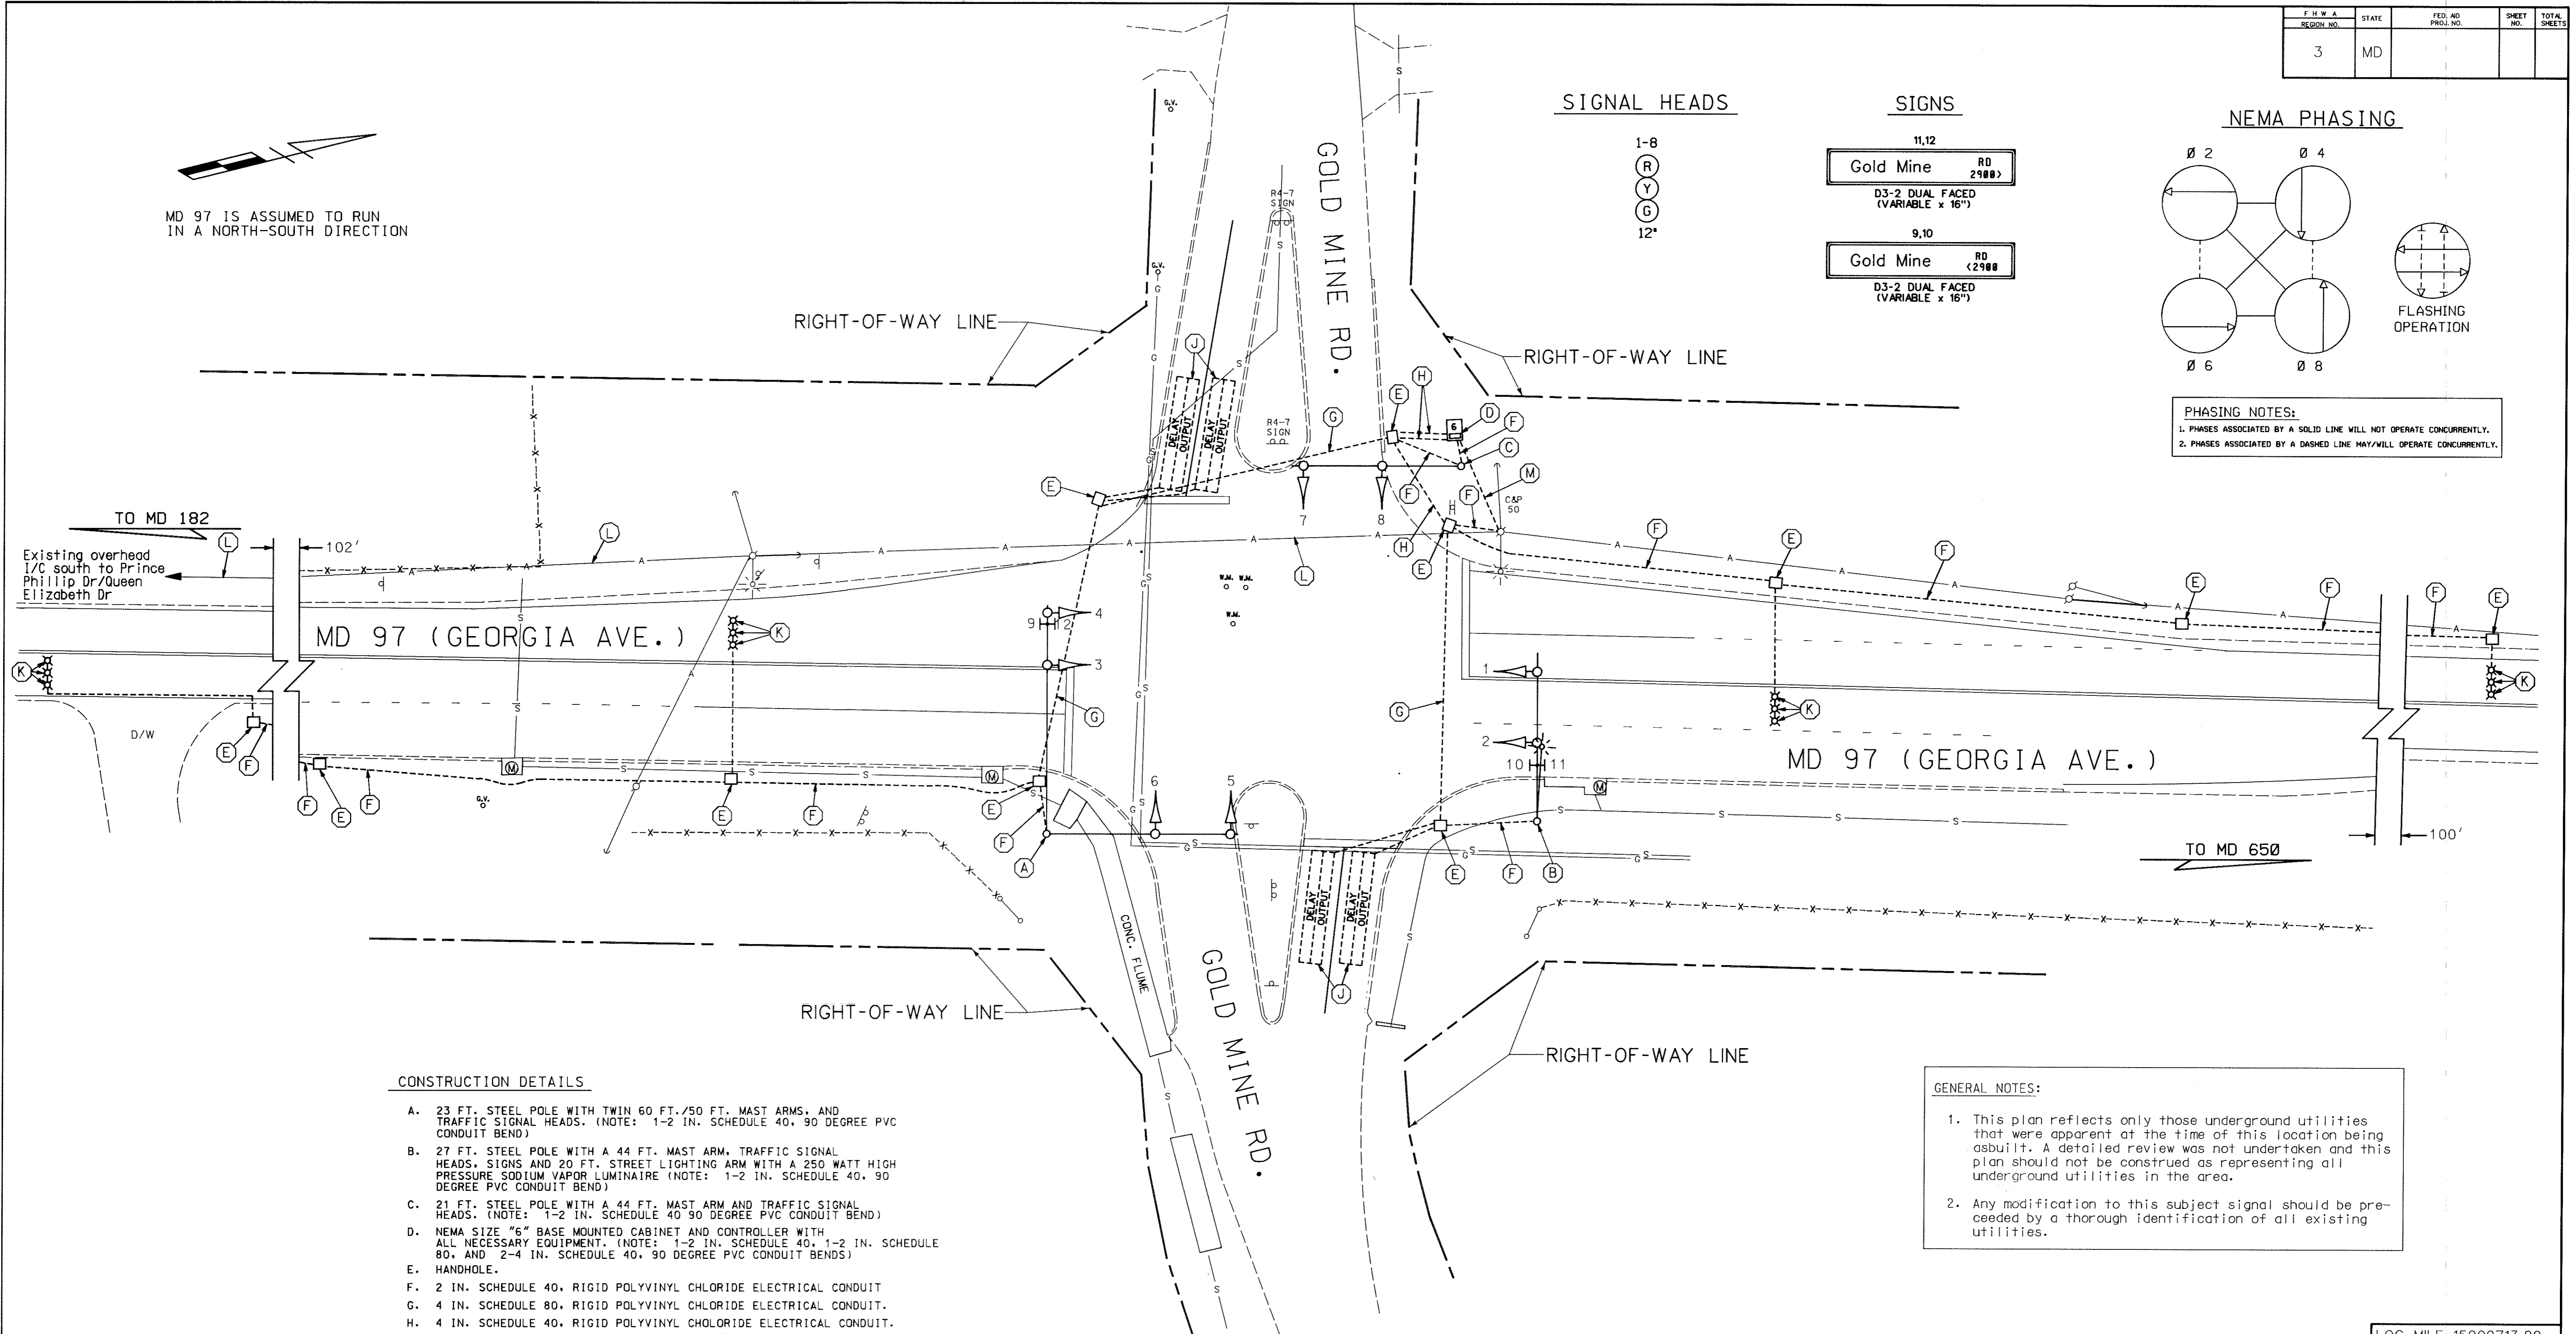 F H W A
REGION NO.
STATE
FED. AID
PROJ. NO.
SHEET
NO.
TOTAL
SHEETS
3
MD
MD 97 IS ASSUMED TO RUN
IN A NORTH-SOUTH DIRECTION
SIGNAL HEADS
1-8
R
Y
G
12"
SIGNS
11,12
Gold Mine RD
2900>
D3-2 DUAL FACED
(VARIABLE x 16")
9,10
Gold Mine RD
<2900
D3-2 DUAL FACED
(VARIABLE x 16")
NEMA PHASING
Ø 2
Ø 4
Ø 6
Ø 8
FLASHING
OPERATION
PHASING NOTES:
1. PHASES ASSOCIATED BY A SOLID LINE WILL NOT OPERATE CONCURRENTLY.
2. PHASES ASSOCIATED BY A DASHED LINE MAY/WILL OPERATE CONCURRENTLY.
GOLD MINE RD.
R4-7
SIGN
R4-7
SIGN
G.V.
G.V.
RIGHT-OF-WAY LINE
RIGHT-OF-WAY LINE
DELAY
OUTPUT
DELAY
OUTPUT
C&P
50
TO MD 182
102'
Existing overhead
I/C south to Prince
Phillip Dr/Queen
Elizabeth Dr
MD 97 (GEORGIA AVE.)
W.M. W.M.
W.M.
9 12
4
3
7
8
1
2
10 11
6
5
D/W
G.V.
MD 97 (GEORGIA AVE.)
100'
TO MD 650
DELAY
OUTPUT
DELAY
OUTPUT
CONC. FLUME
GOLD MINE RD.
RIGHT-OF-WAY LINE
RIGHT-OF-WAY LINE
CONSTRUCTION DETAILS
A. 23 FT. STEEL POLE WITH TWIN 60 FT./50 FT. MAST ARMS, AND
TRAFFIC SIGNAL HEADS. (NOTE: 1-2 IN. SCHEDULE 40, 90 DEGREE PVC
CONDUIT BEND)
B. 27 FT. STEEL POLE WITH A 44 FT. MAST ARM, TRAFFIC SIGNAL
HEADS, SIGNS AND 20 FT. STREET LIGHTING ARM WITH A 250 WATT HIGH
PRESSURE SODIUM VAPOR LUMINAIRE (NOTE: 1-2 IN. SCHEDULE 40, 90
DEGREE PVC CONDUIT BEND)
C. 21 FT. STEEL POLE WITH A 44 FT. MAST ARM AND TRAFFIC SIGNAL
HEADS. (NOTE: 1-2 IN. SCHEDULE 40 90 DEGREE PVC CONDUIT BEND)
D. NEMA SIZE "6" BASE MOUNTED CABINET AND CONTROLLER WITH
ALL NECESSARY EQUIPMENT. (NOTE: 1-2 IN. SCHEDULE 40, 1-2 IN. SCHEDULE
80, AND 2-4 IN. SCHEDULE 40, 90 DEGREE PVC CONDUIT BENDS)
E. HANDHOLE.
F. 2 IN. SCHEDULE 40, RIGID POLYVINYL CHLORIDE ELECTRICAL CONDUIT
G. 4 IN. SCHEDULE 80, RIGID POLYVINYL CHLORIDE ELECTRICAL CONDUIT.
H. 4 IN. SCHEDULE 40, RIGID POLYVINYL CHOLORIDE ELECTRICAL CONDUIT.
GENERAL NOTES:
1. This plan reflects only those underground utilities
that were apparent at the time of this location being
asbuilt. A detailed review was not undertaken and this
plan should not be construed as representing all
underground utilities in the area.
2. Any modification to this subject signal should be pre-
ceeded by a thorough identification of all existing
utilities.